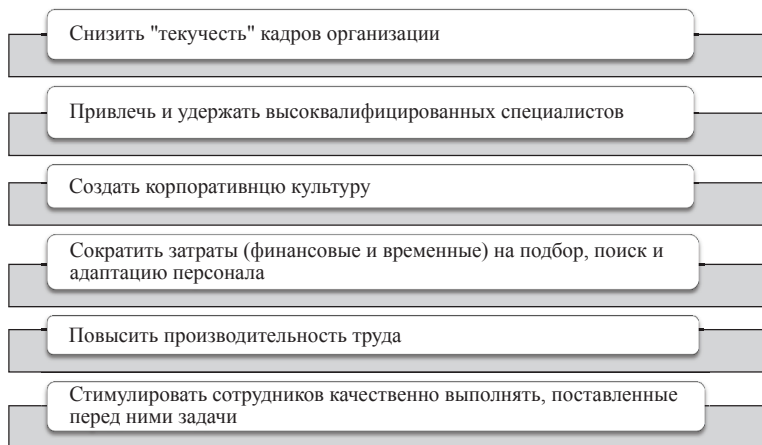 Снизить "текучесть" кадров организации
Привлечь и удержать высоквалифицированных специалистов
Создать корпоративнцю культуру
Сократить затраты (финансовые и временные) на подбор, поиск и
адаптацию персонала
Повысить производительность труда
Стимулировать сотрудников качественно выполнять, поставленные
перед ними задачи